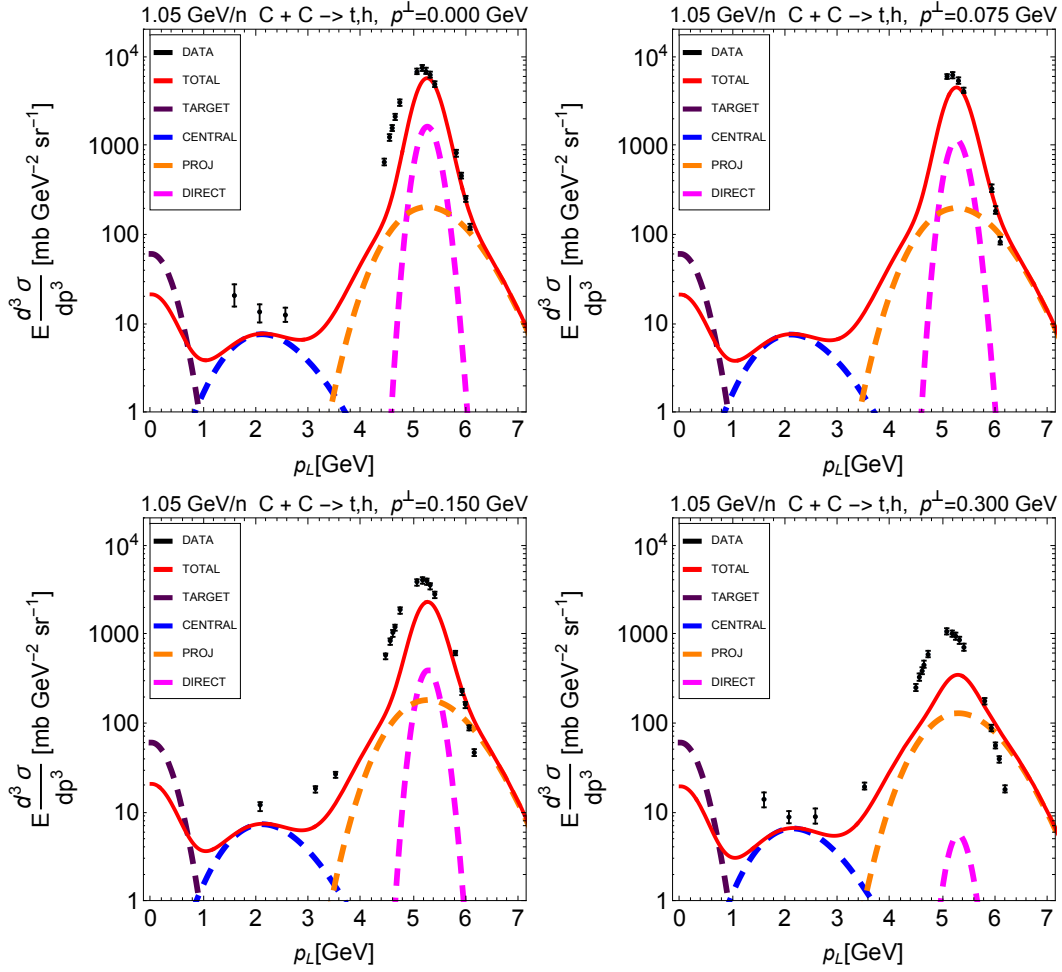 1.05 GeV/n C + C -> t,h, p⊥=0.000 GeV
E d³ σ / dp³ [mb GeV⁻² sr⁻¹]
10⁴
1000
100
10
1
DATA
TOTAL
TARGET
CENTRAL
PROJ
DIRECT
0 1 2 3 4 5 6 7
p_L[GeV]
1.05 GeV/n C + C -> t,h, p⊥=0.075 GeV
E d³ σ / dp³ [mb GeV⁻² sr⁻¹]
10⁴
1000
100
10
1
DATA
TOTAL
TARGET
CENTRAL
PROJ
DIRECT
0 1 2 3 4 5 6 7
p_L[GeV]
1.05 GeV/n C + C -> t,h, p⊥=0.150 GeV
E d³ σ / dp³ [mb GeV⁻² sr⁻¹]
10⁴
1000
100
10
1
DATA
TOTAL
TARGET
CENTRAL
PROJ
DIRECT
0 1 2 3 4 5 6 7
p_L[GeV]
1.05 GeV/n C + C -> t,h, p⊥=0.300 GeV
E d³ σ / dp³ [mb GeV⁻² sr⁻¹]
10⁴
1000
100
10
1
DATA
TOTAL
TARGET
CENTRAL
PROJ
DIRECT
0 1 2 3 4 5 6 7
p_L[GeV]